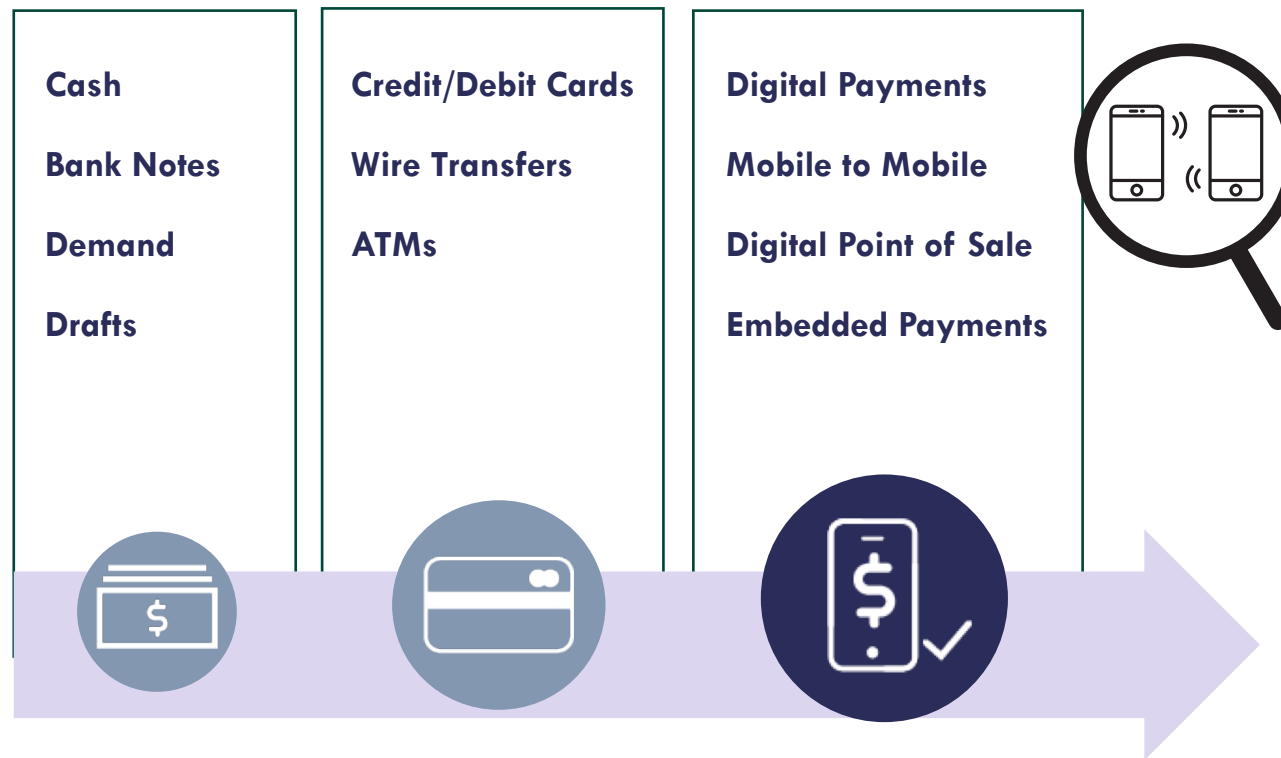 Cash
Bank Notes
Demand
Drafts
Credit/Debit Cards
Wire Transfers
ATMs
Digital Payments
Mobile to Mobile
Digital Point of Sale
Embedded Payments
$
$